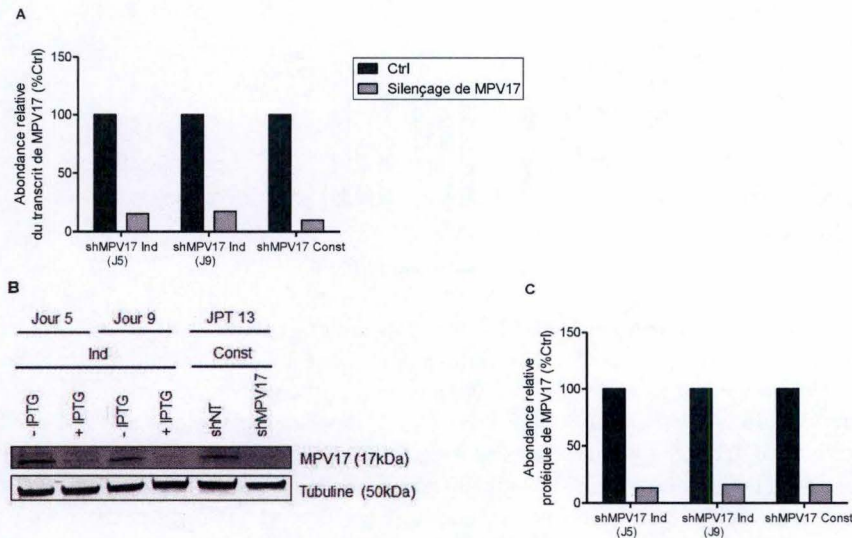 A
Abondance relative
du transcrit de MPV17 (%Ctrl)
150
100
50
0
shMPV17 Ind
(J5)
shMPV17 Ind
(J9)
shMPV17 Const
Ctrl
Silençage de MPV17
B
Jour 5
Jour 9
JPT 13
Ind
Const
- IPTG
+ IPTG
- IPTG
+ IPTG
shNT
shMPV17
MPV17 (17kDa)
Tubuline (50kDa)
C
Abondance relative
protéique de MPV17 (%Ctrl)
150
100
50
0
shMPV17 Ind
(J5)
shMPV17 Ind
(J9)
shMPV17 Const